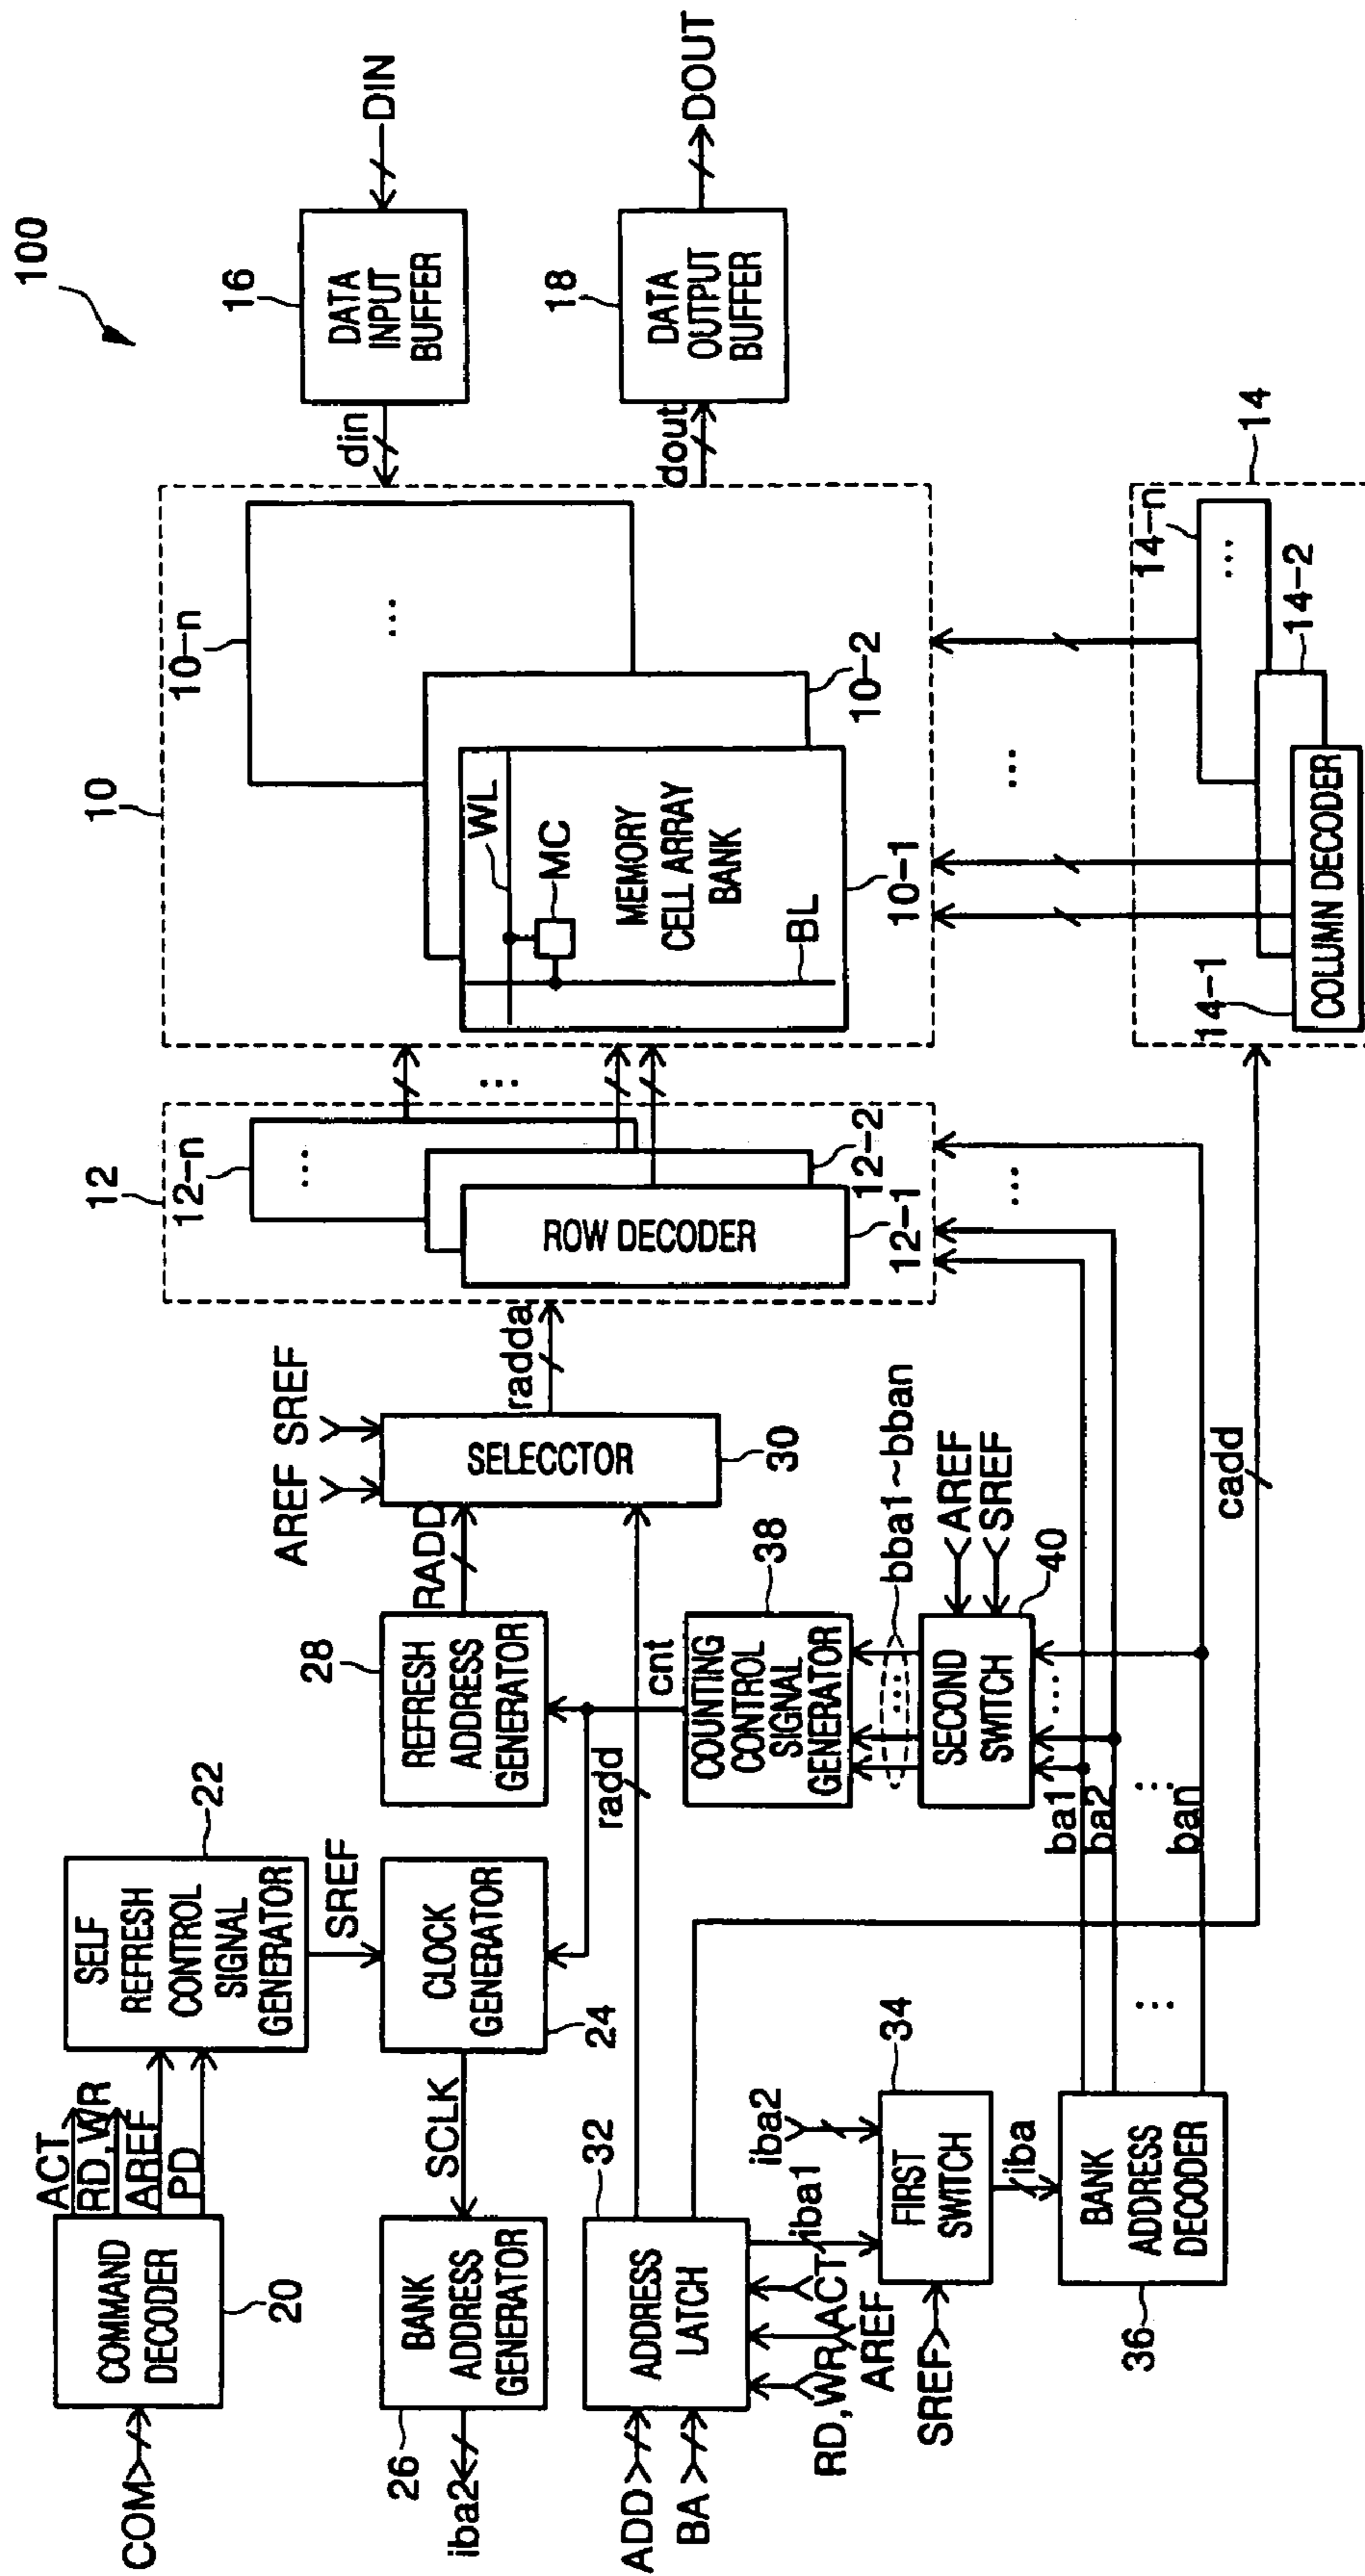 100
COM
COMMAND
DECODER
20
ACT
RD,WR
AREF
PD
SELF
REFRESH
CONTROL
SIGNAL
GENERATOR
22
SREF
iba2
BANK
ADDRESS
GENERATOR
26
SCLK
CLOCK
GENERATOR
24
REFRESH
ADDRESS
GENERATOR
28
RADD
AREF SREF
SELECCTOR
30
radda
12
12-n
...
ROW DECODER
12-2
12-1
...
10
10-n
...
WL
MC
MEMORY
CELL ARRAY
BANK
BL
10-2
10-1
din
DATA
INPUT
BUFFER
16
DIN
dout
DATA
OUTPUT
BUFFER
18
DOUT
ADD
BA
ADDRESS
LATCH
32
RD,WR
ACT
AREF
radd
cnt
COUNTING
CONTROL
SIGNAL
GENERATOR
38
...
bba1~bban
iba1
iba2
SREF
FIRST
SWITCH
34
iba
SECOND
SWITCH
40
AREF
SREF
...
BANK
ADDRESS
DECODER
36
...
ba1
ba2
...
ban
...
cadd
...
14
14-n
...
14-2
14-1
COLUMN DECODER